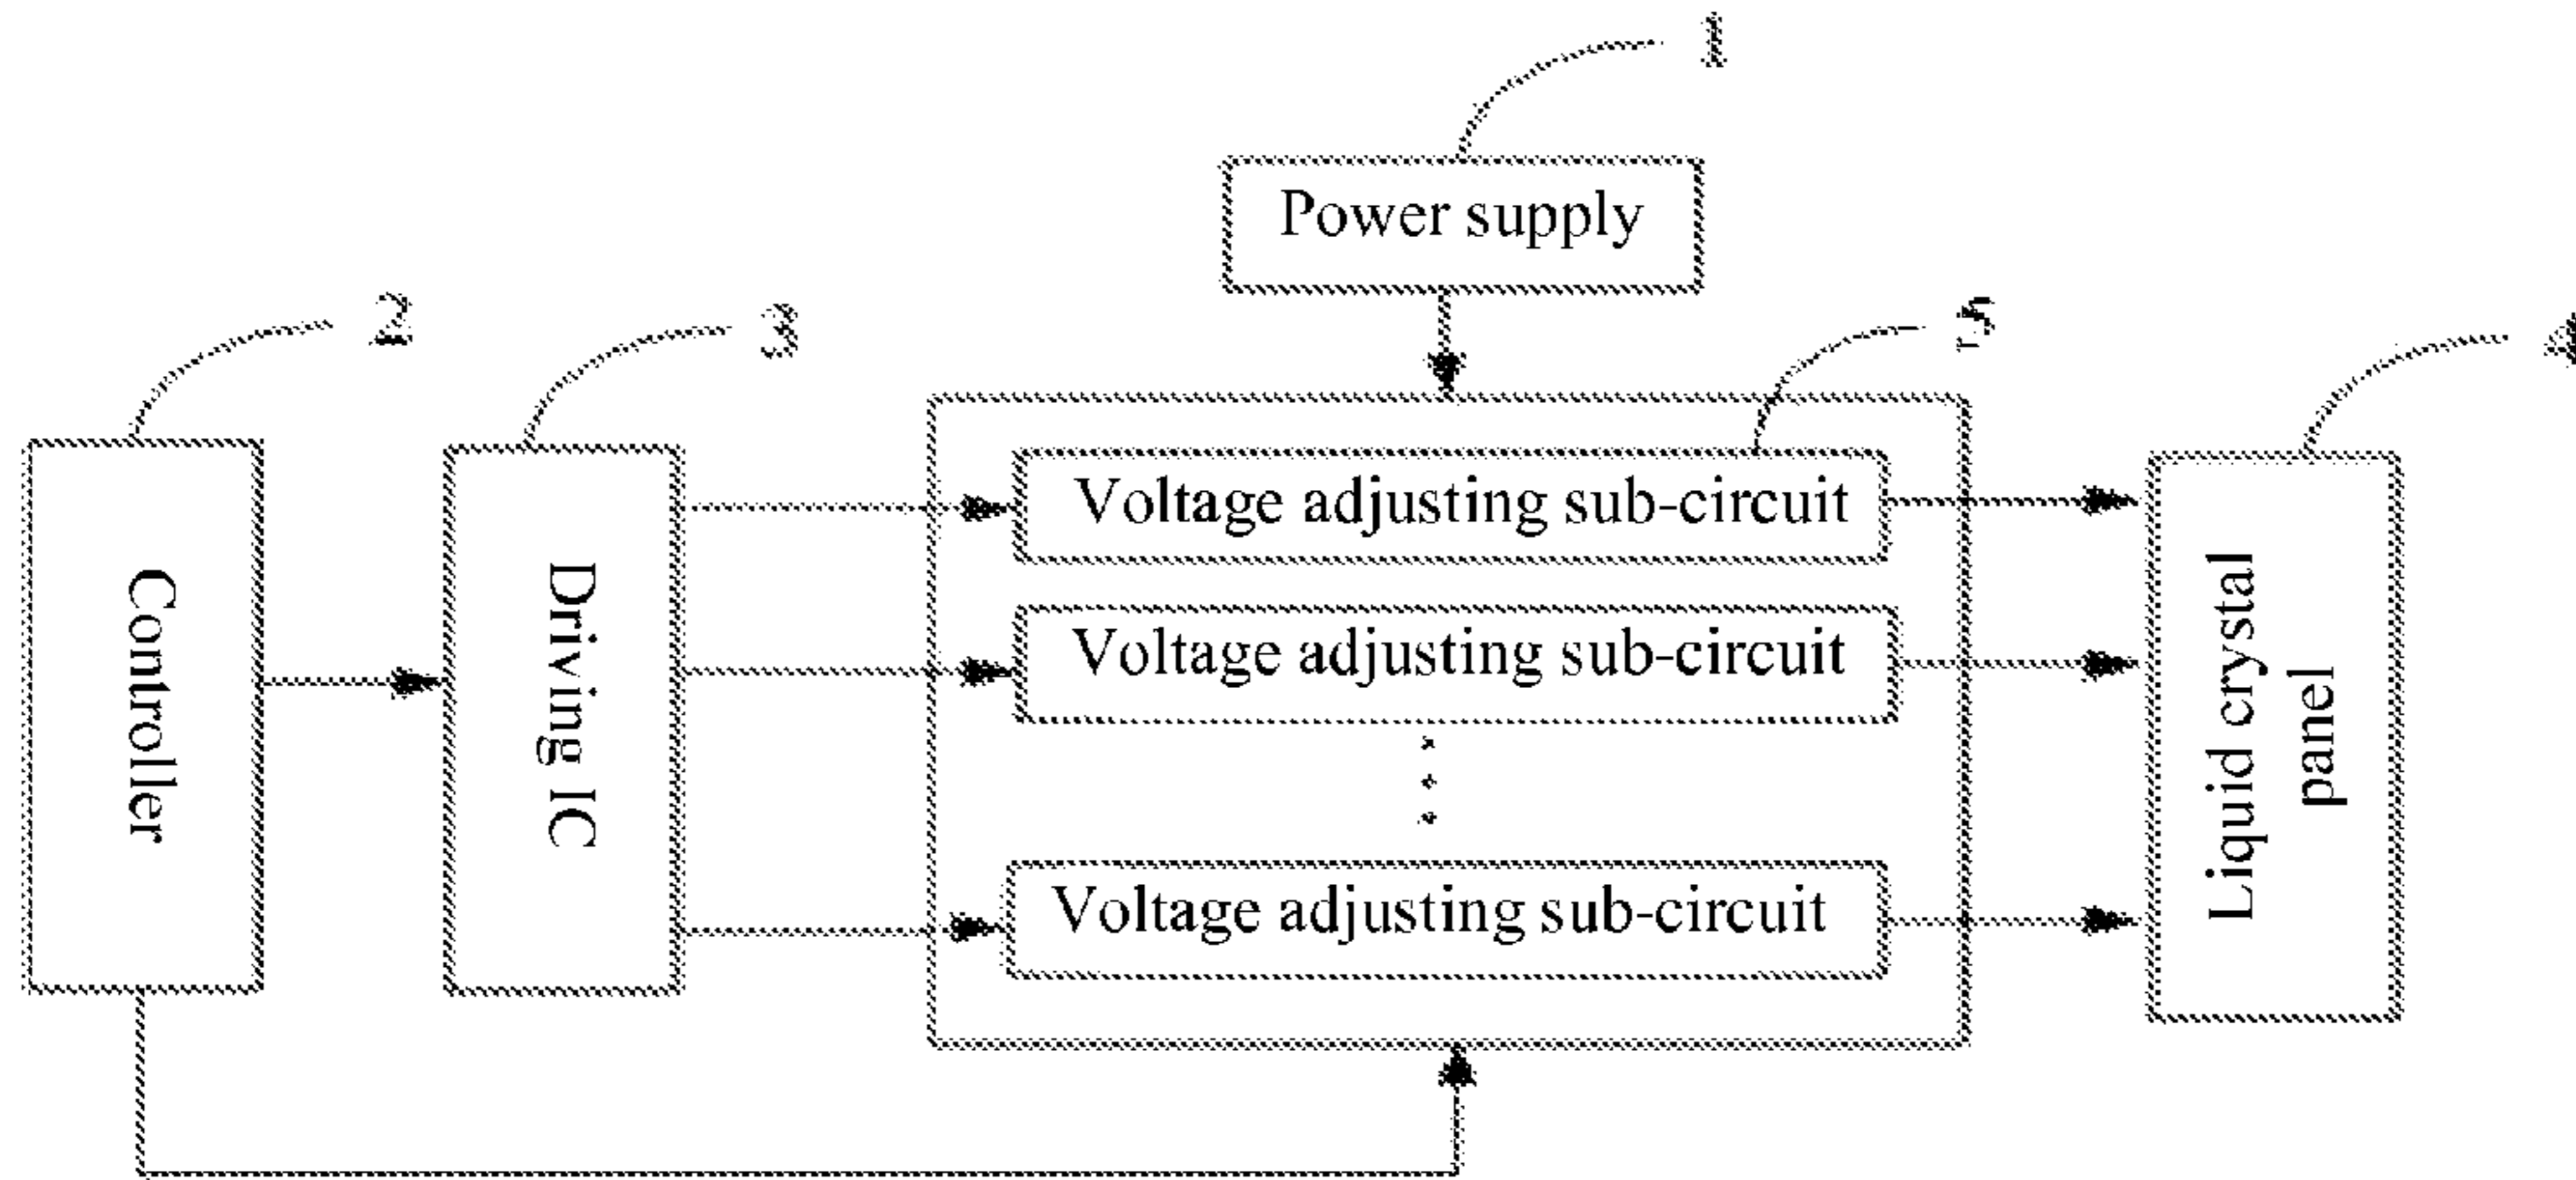 1
Power supply
2
3
5
4
Controller
Driving IC
Voltage adjusting sub-circuit
Voltage adjusting sub-circuit
Voltage adjusting sub-circuit
Liquid crystal
panel